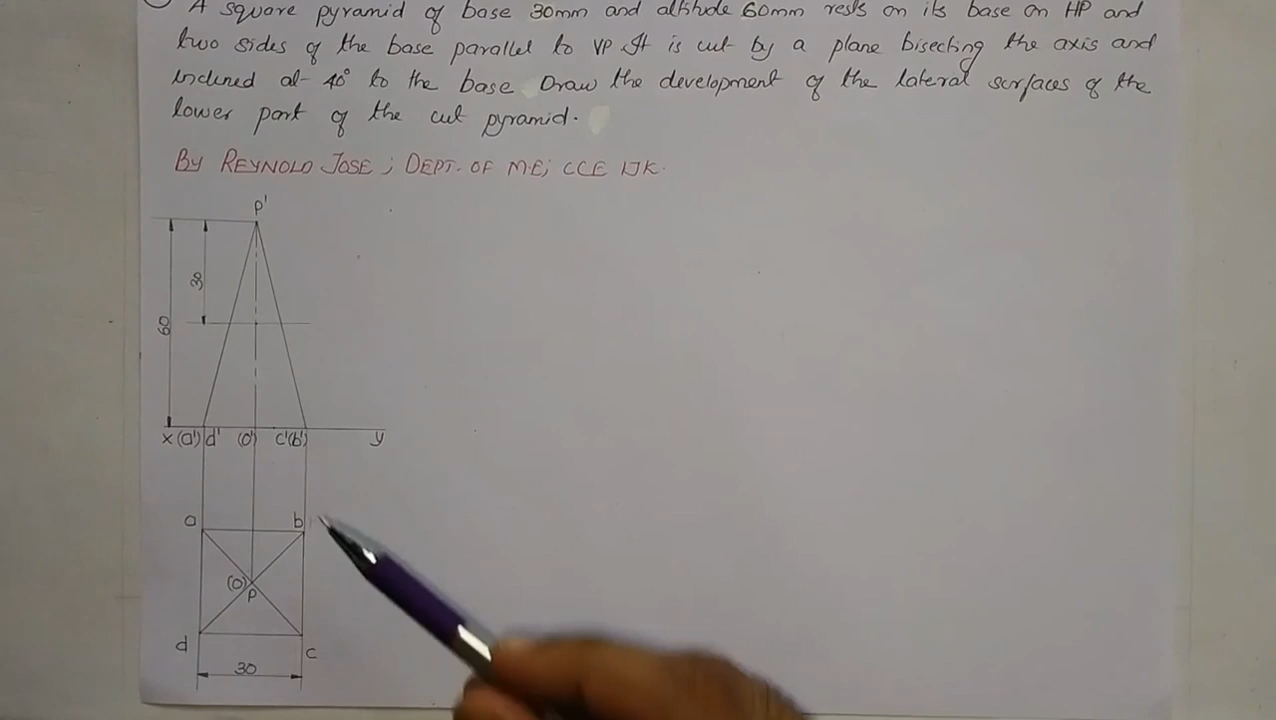 A square pyramid of base 30mm and altitude 60mm rests on its base on HP and
two sides of the base parallel to VP. It is cut by a plane bisecting the axis and
inclined at 40° to the base. Draw the development of the lateral surfaces of the
lower part of the cut pyramid.
By REYNOLD JOSE ; DEPT. OF M.E; CCE IJK.
p'
30
60
x (a') d' (o') c'(b') y
a b
(o)
p
d c
30